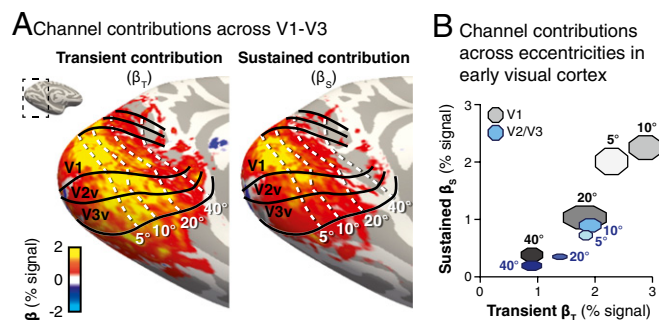 A Channel contributions across V1-V3
Transient contribution
(βT)
Sustained contribution
(βS)
V1
V2v
V3v
5°
10°
20°
40°
5°
10°
20°
40°
2
0
-2
β (% signal)
B Channel contributions
across eccentricities in
early visual cortex
V1
V2/V3
Sustained βS (% signal)
3
2
1
0
5°
10°
20°
10°
5°
40°
20°
40°
0
1
2
3
Transient βT (% signal)